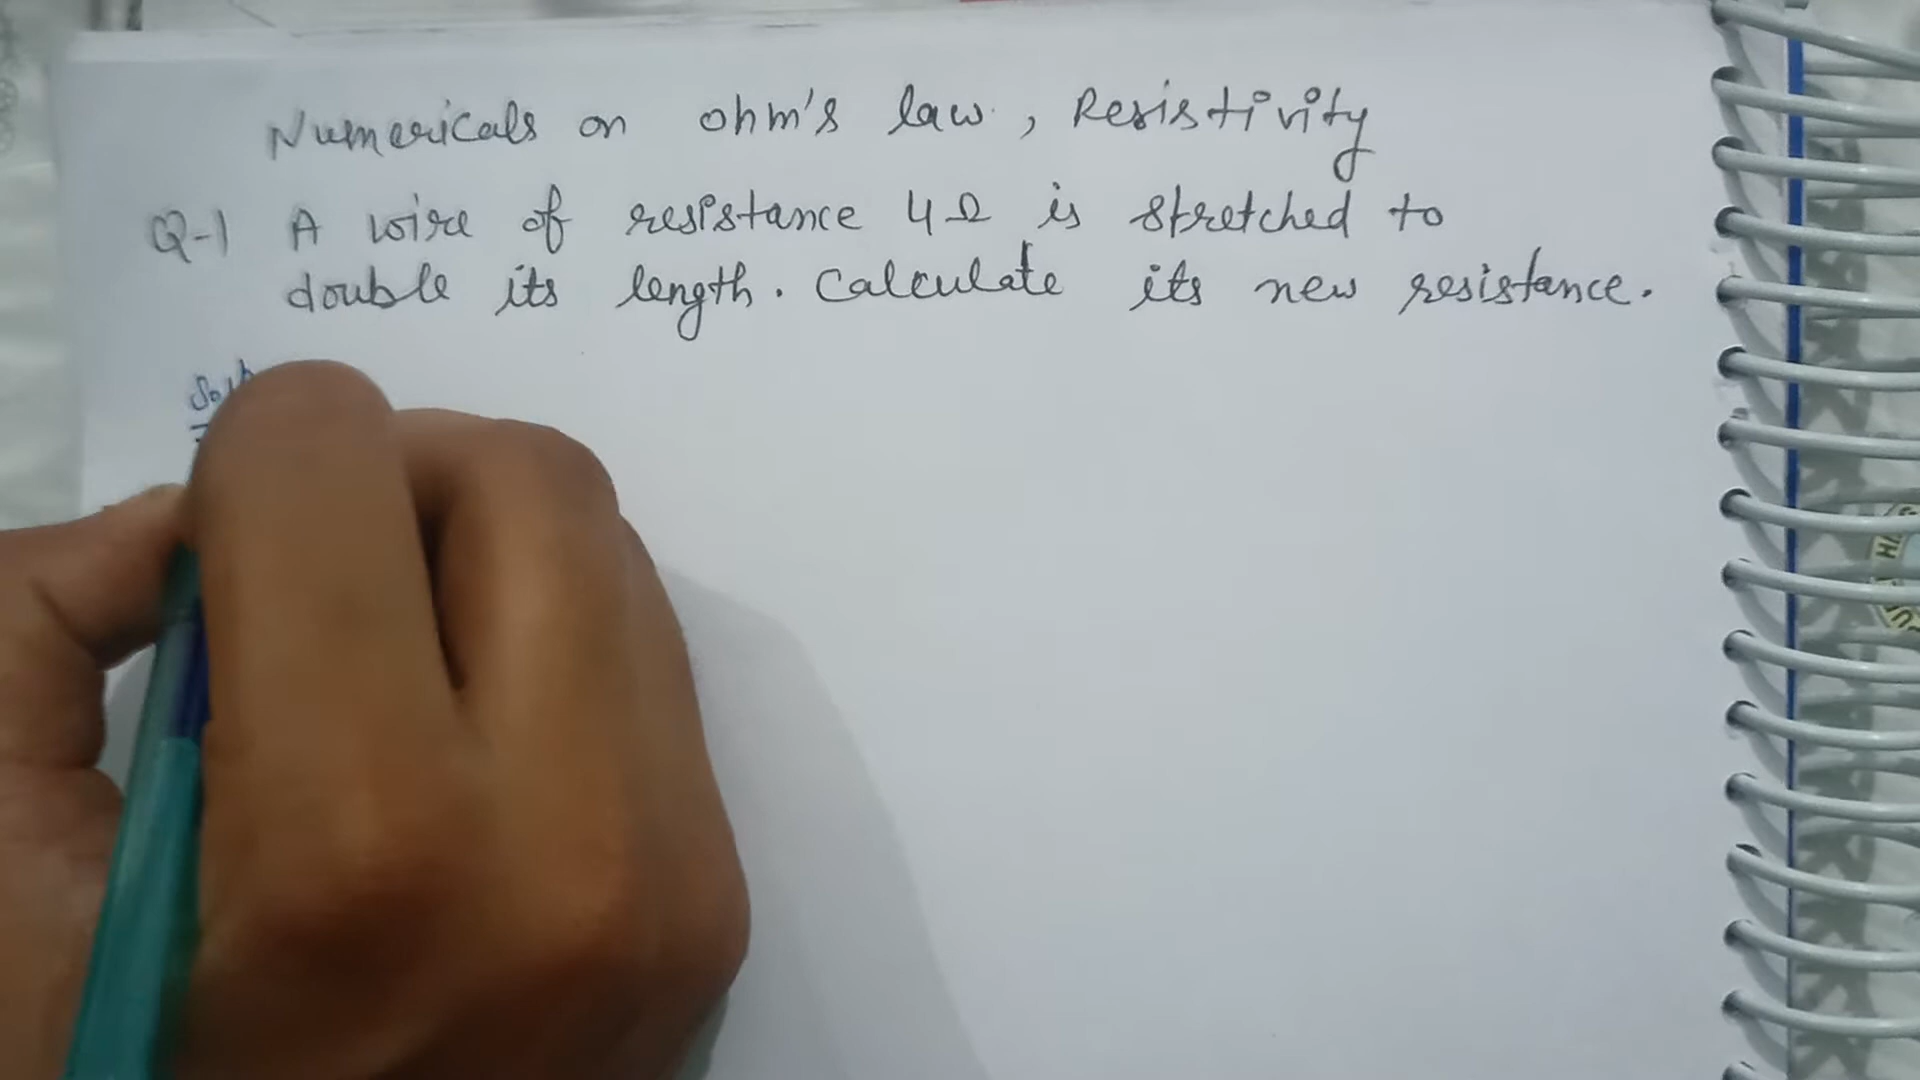 Numericals on ohm's law, Resistivity
Q-1 A wire of resistance 4Ω is stretched to
double its length. Calculate its new resistance.